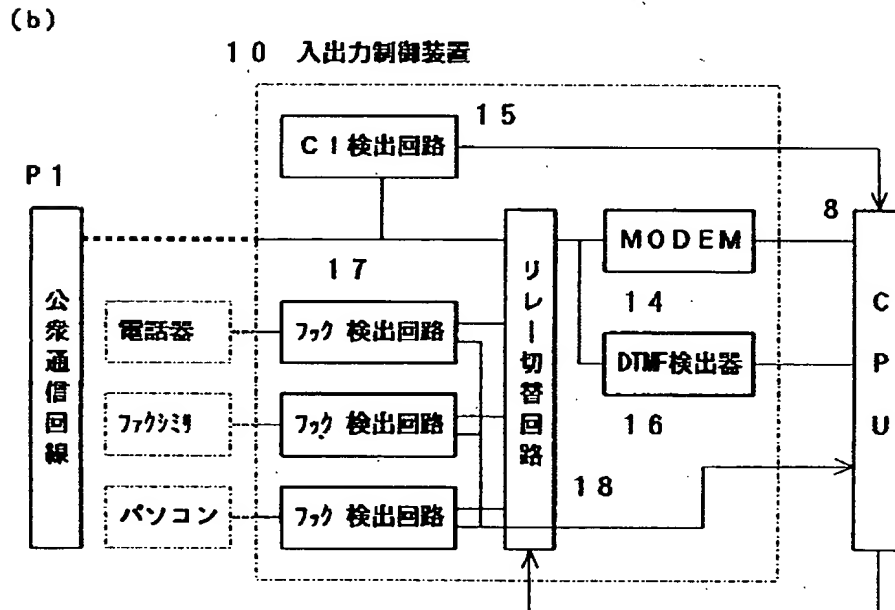 (b)
10 入出力制御装置
15
CI検出回路
P1
8
MODEM
17
14
公衆通信回線
電話器
フック 検出回路
リレー切替回路
DTMF検出器
CPU
ファクシミリ
フック 検出回路
16
18
パソコン
フック 検出回路